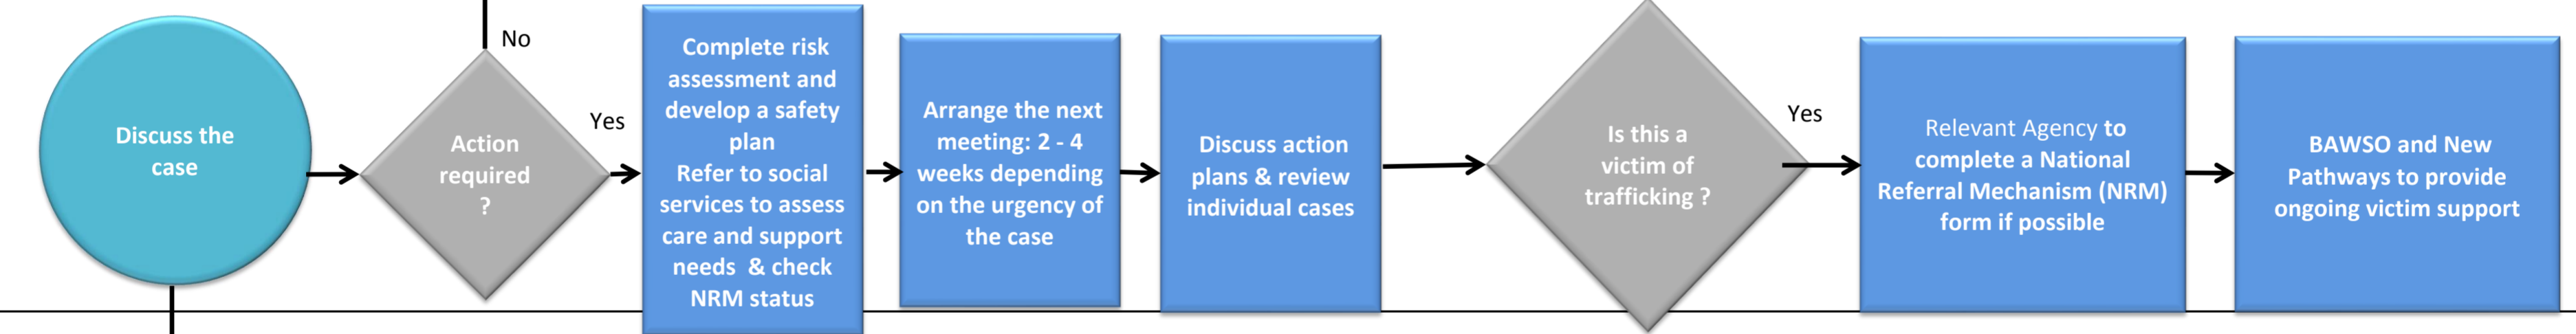 Discuss the
case
No
Action
required
?
Yes
Complete risk
assessment and
develop a safety
plan
Refer to social
services to assess
care and support
needs & check
NRM status
Arrange the next
meeting: 2 - 4
weeks depending
on the urgency of
the case
Discuss action
plans & review
individual cases
Is this a
victim of
trafficking ?
Yes
Relevant Agency to
complete a National
Referral Mechanism (NRM)
form if possible
BAWSO and New
Pathways to provide
ongoing victim support